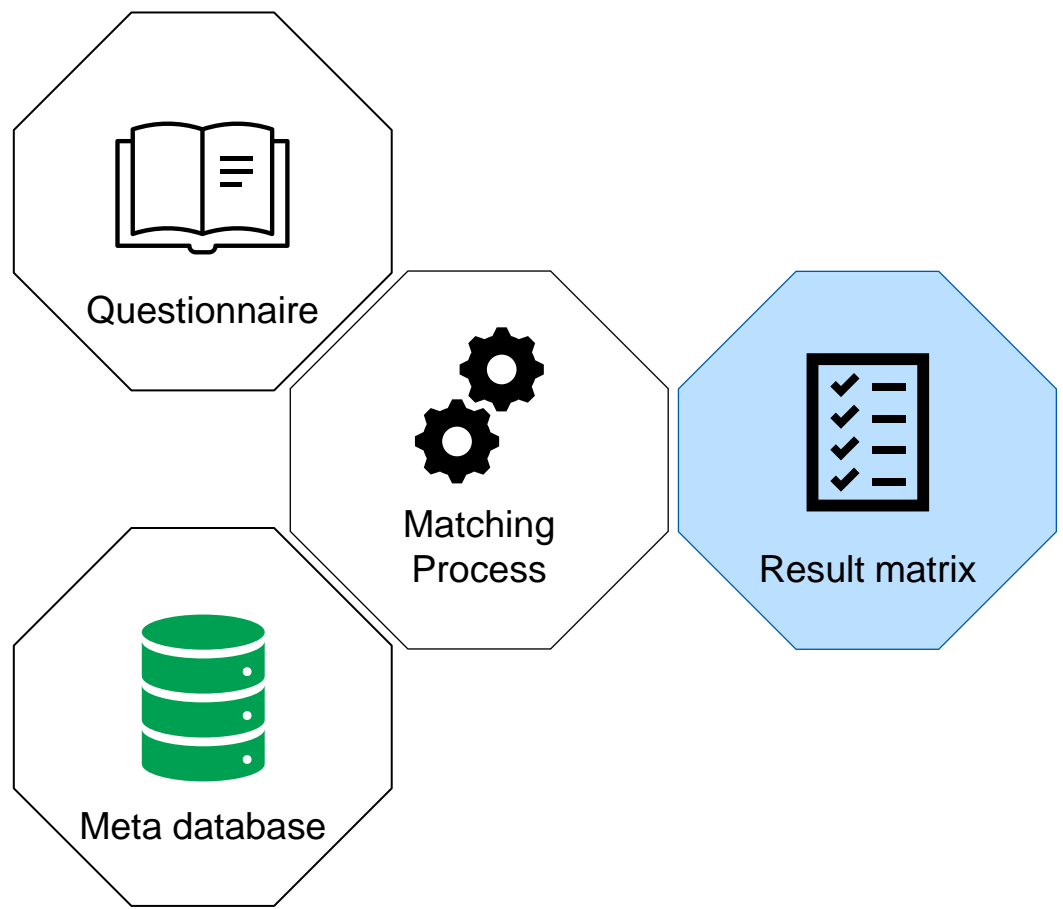 Questionnaire
Matching
Process
Result matrix
Meta database